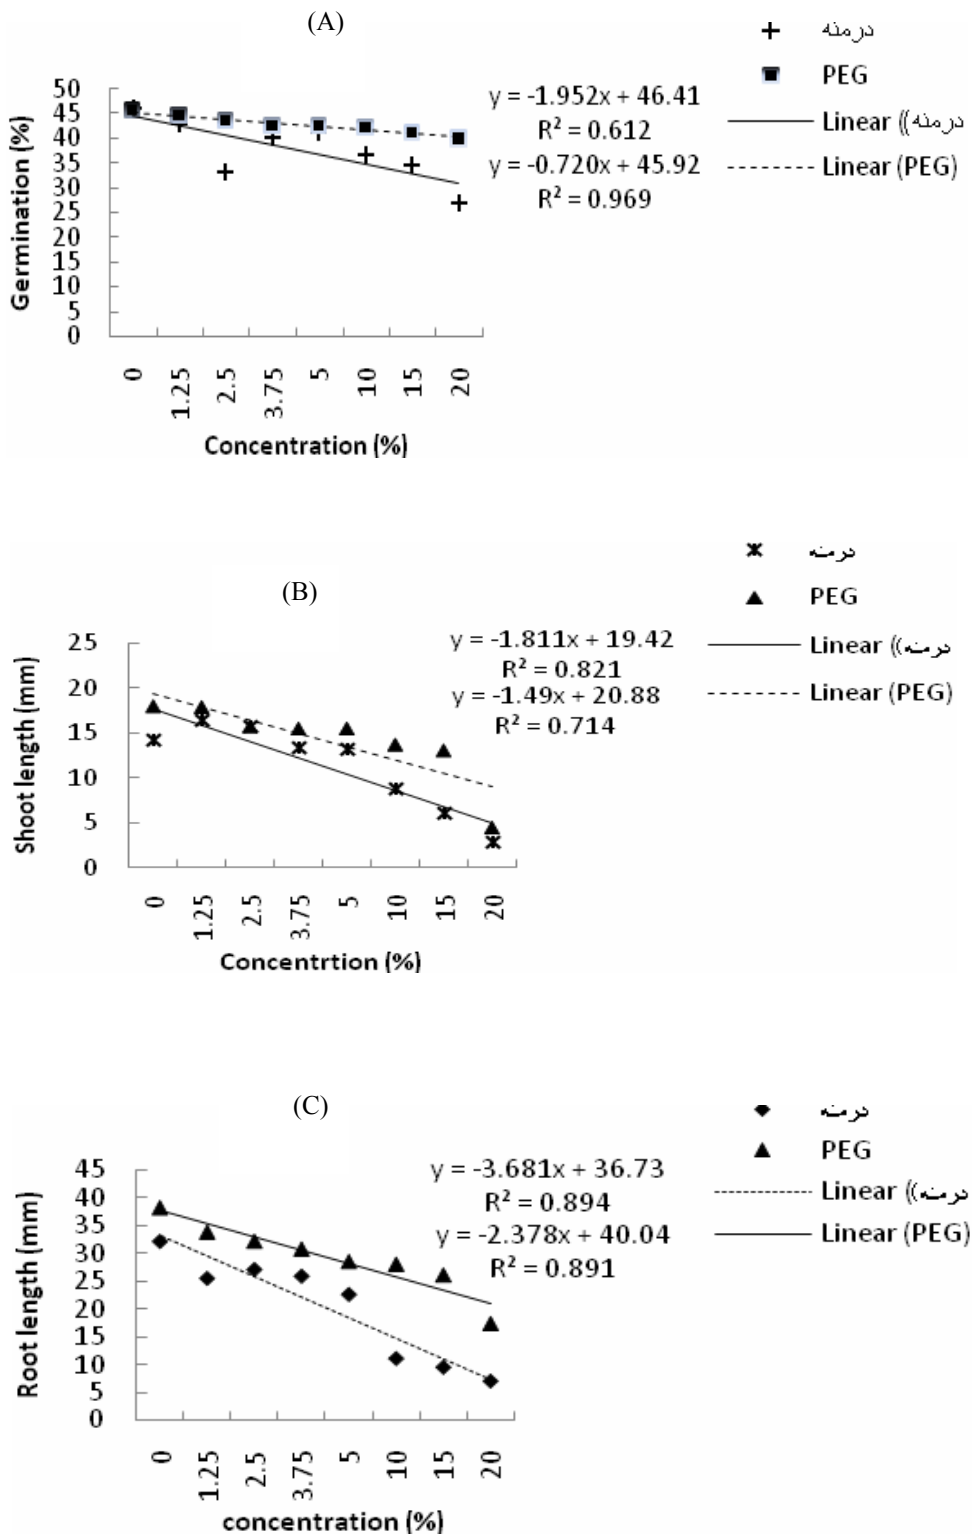 (A)
درمنه
PEG
Linear ((درمنه
Linear (PEG)
y = -1.952x + 46.41
R² = 0.612
y = -0.720x + 45.92
R² = 0.969
Germination (%)
50
45
40
35
30
25
20
15
10
5
0
0 1.25 2.5 3.75 5 10 15 20
Concentration (%)
(B)
درمنه
PEG
Linear ((درمنه
Linear (PEG)
y = -1.811x + 19.42
R² = 0.821
y = -1.49x + 20.88
R² = 0.714
Shoot length (mm)
25
20
15
10
5
0
0 1.25 2.5 3.75 5 10 15 20
Concentrtion (%)
(C)
درمنه
PEG
Linear ((درمنه
Linear (PEG)
y = -3.681x + 36.73
R² = 0.894
y = -2.378x + 40.04
R² = 0.891
Root length (mm)
45
40
35
30
25
20
15
10
5
0
0 1.25 2.5 3.75 5 10 15 20
concentration (%)